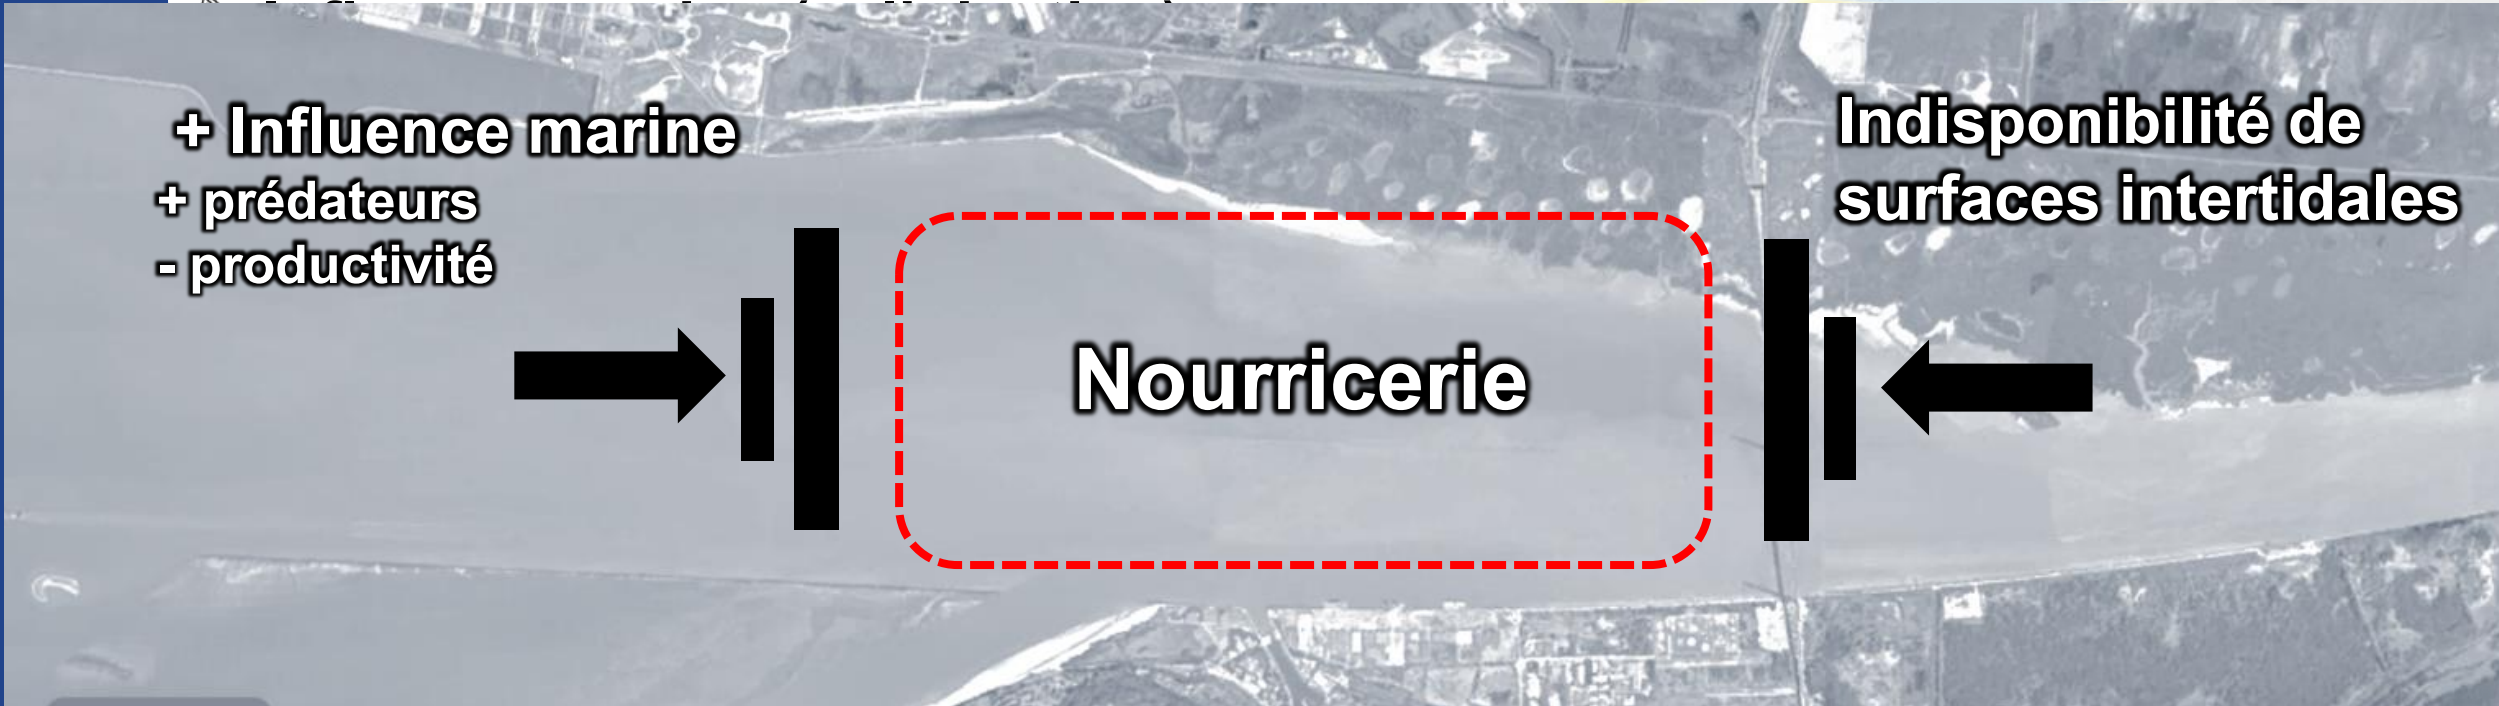 + Influence marine
+ prédateurs
- productivité
Nourricerie
Indisponibilité de
surfaces intertidales